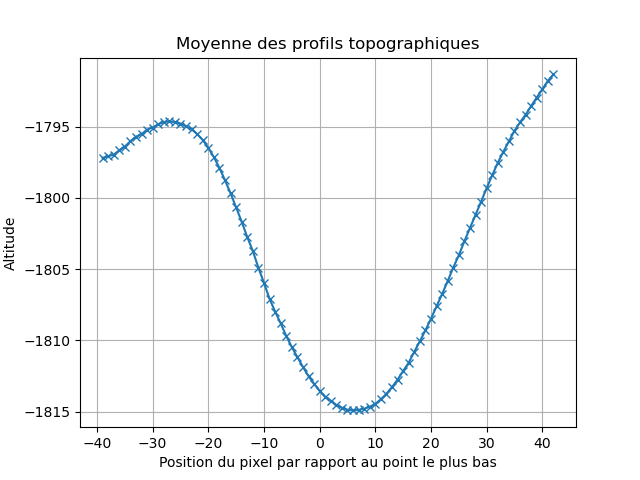 Moyenne des profils topographiques
Altitude
−1795
−1800
−1805
−1810
−1815
−40 −30 −20 −10 0 10 20 30 40
Position du pixel par rapport au point le plus bas